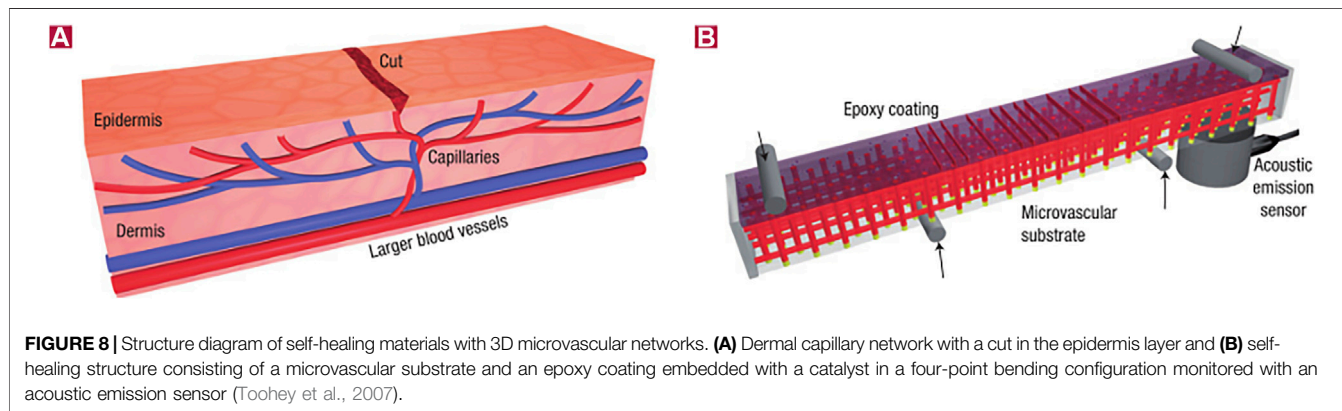 A
Cut
Epidermis
Capillaries
Dermis
Larger blood vessels
B
Epoxy coating
Acoustic
emission
sensor
Microvascular
substrate
FIGURE 8 | Structure diagram of self-healing materials with 3D microvascular networks. (A) Dermal capillary network with a cut in the epidermis layer and (B) self-
healing structure consisting of a microvascular substrate and an epoxy coating embedded with a catalyst in a four-point bending configuration monitored with an
acoustic emission sensor (Toohey et al., 2007).